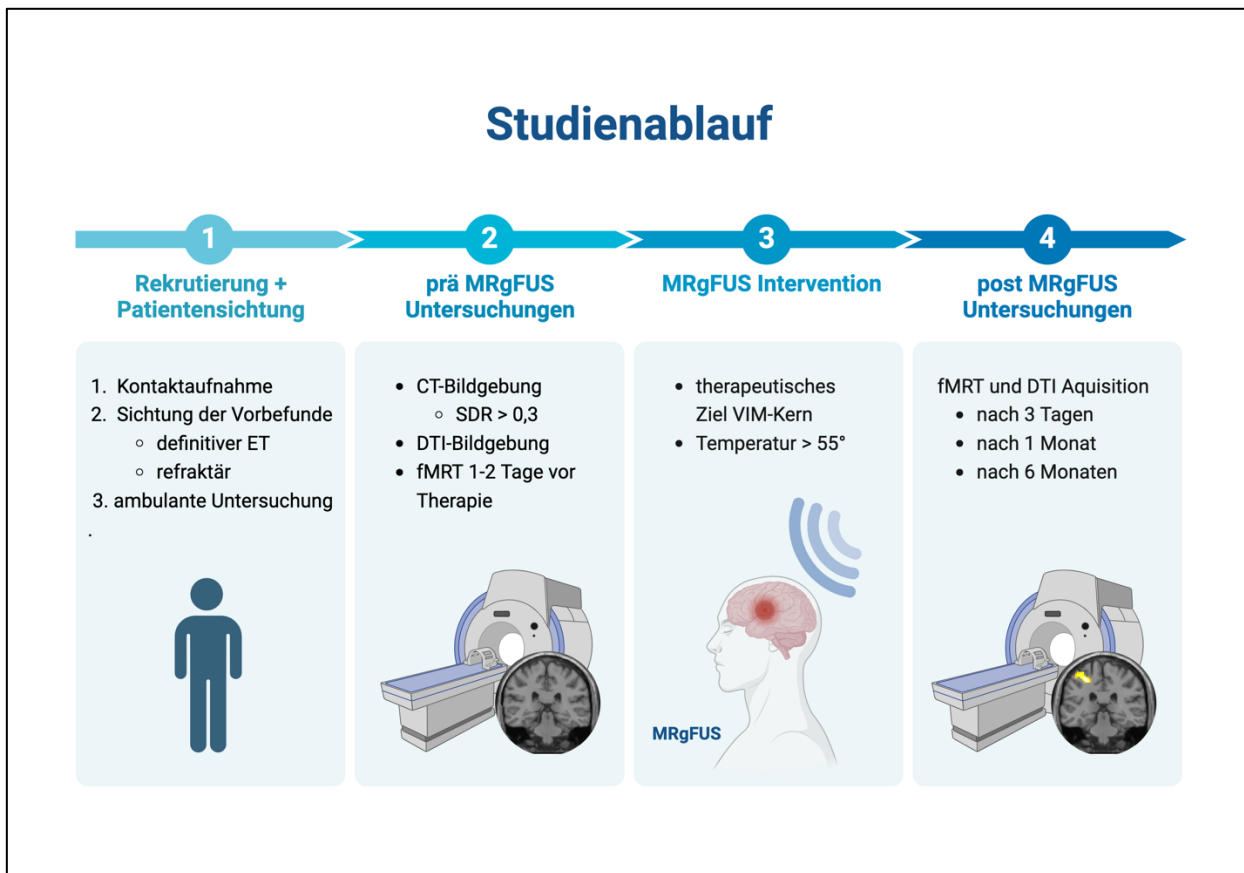 Studienablauf
1
Rekrutierung +
Patientensichtung
1. Kontaktaufnahme
2. Sichtung der Vorbefunde
○ definitiver ET
○ refraktär
3. ambulante Untersuchung
.
2
prä MRgFUS
Untersuchungen
• CT-Bildgebung
○ SDR > 0,3
• DTI-Bildgebung
• fMRT 1-2 Tage vor
Therapie
3
MRgFUS Intervention
• therapeutisches
Ziel VIM-Kern
• Temperatur > 55°
MRgFUS
4
post MRgFUS
Untersuchungen
fMRT und DTI Aquisition
• nach 3 Tagen
• nach 1 Monat
• nach 6 Monaten